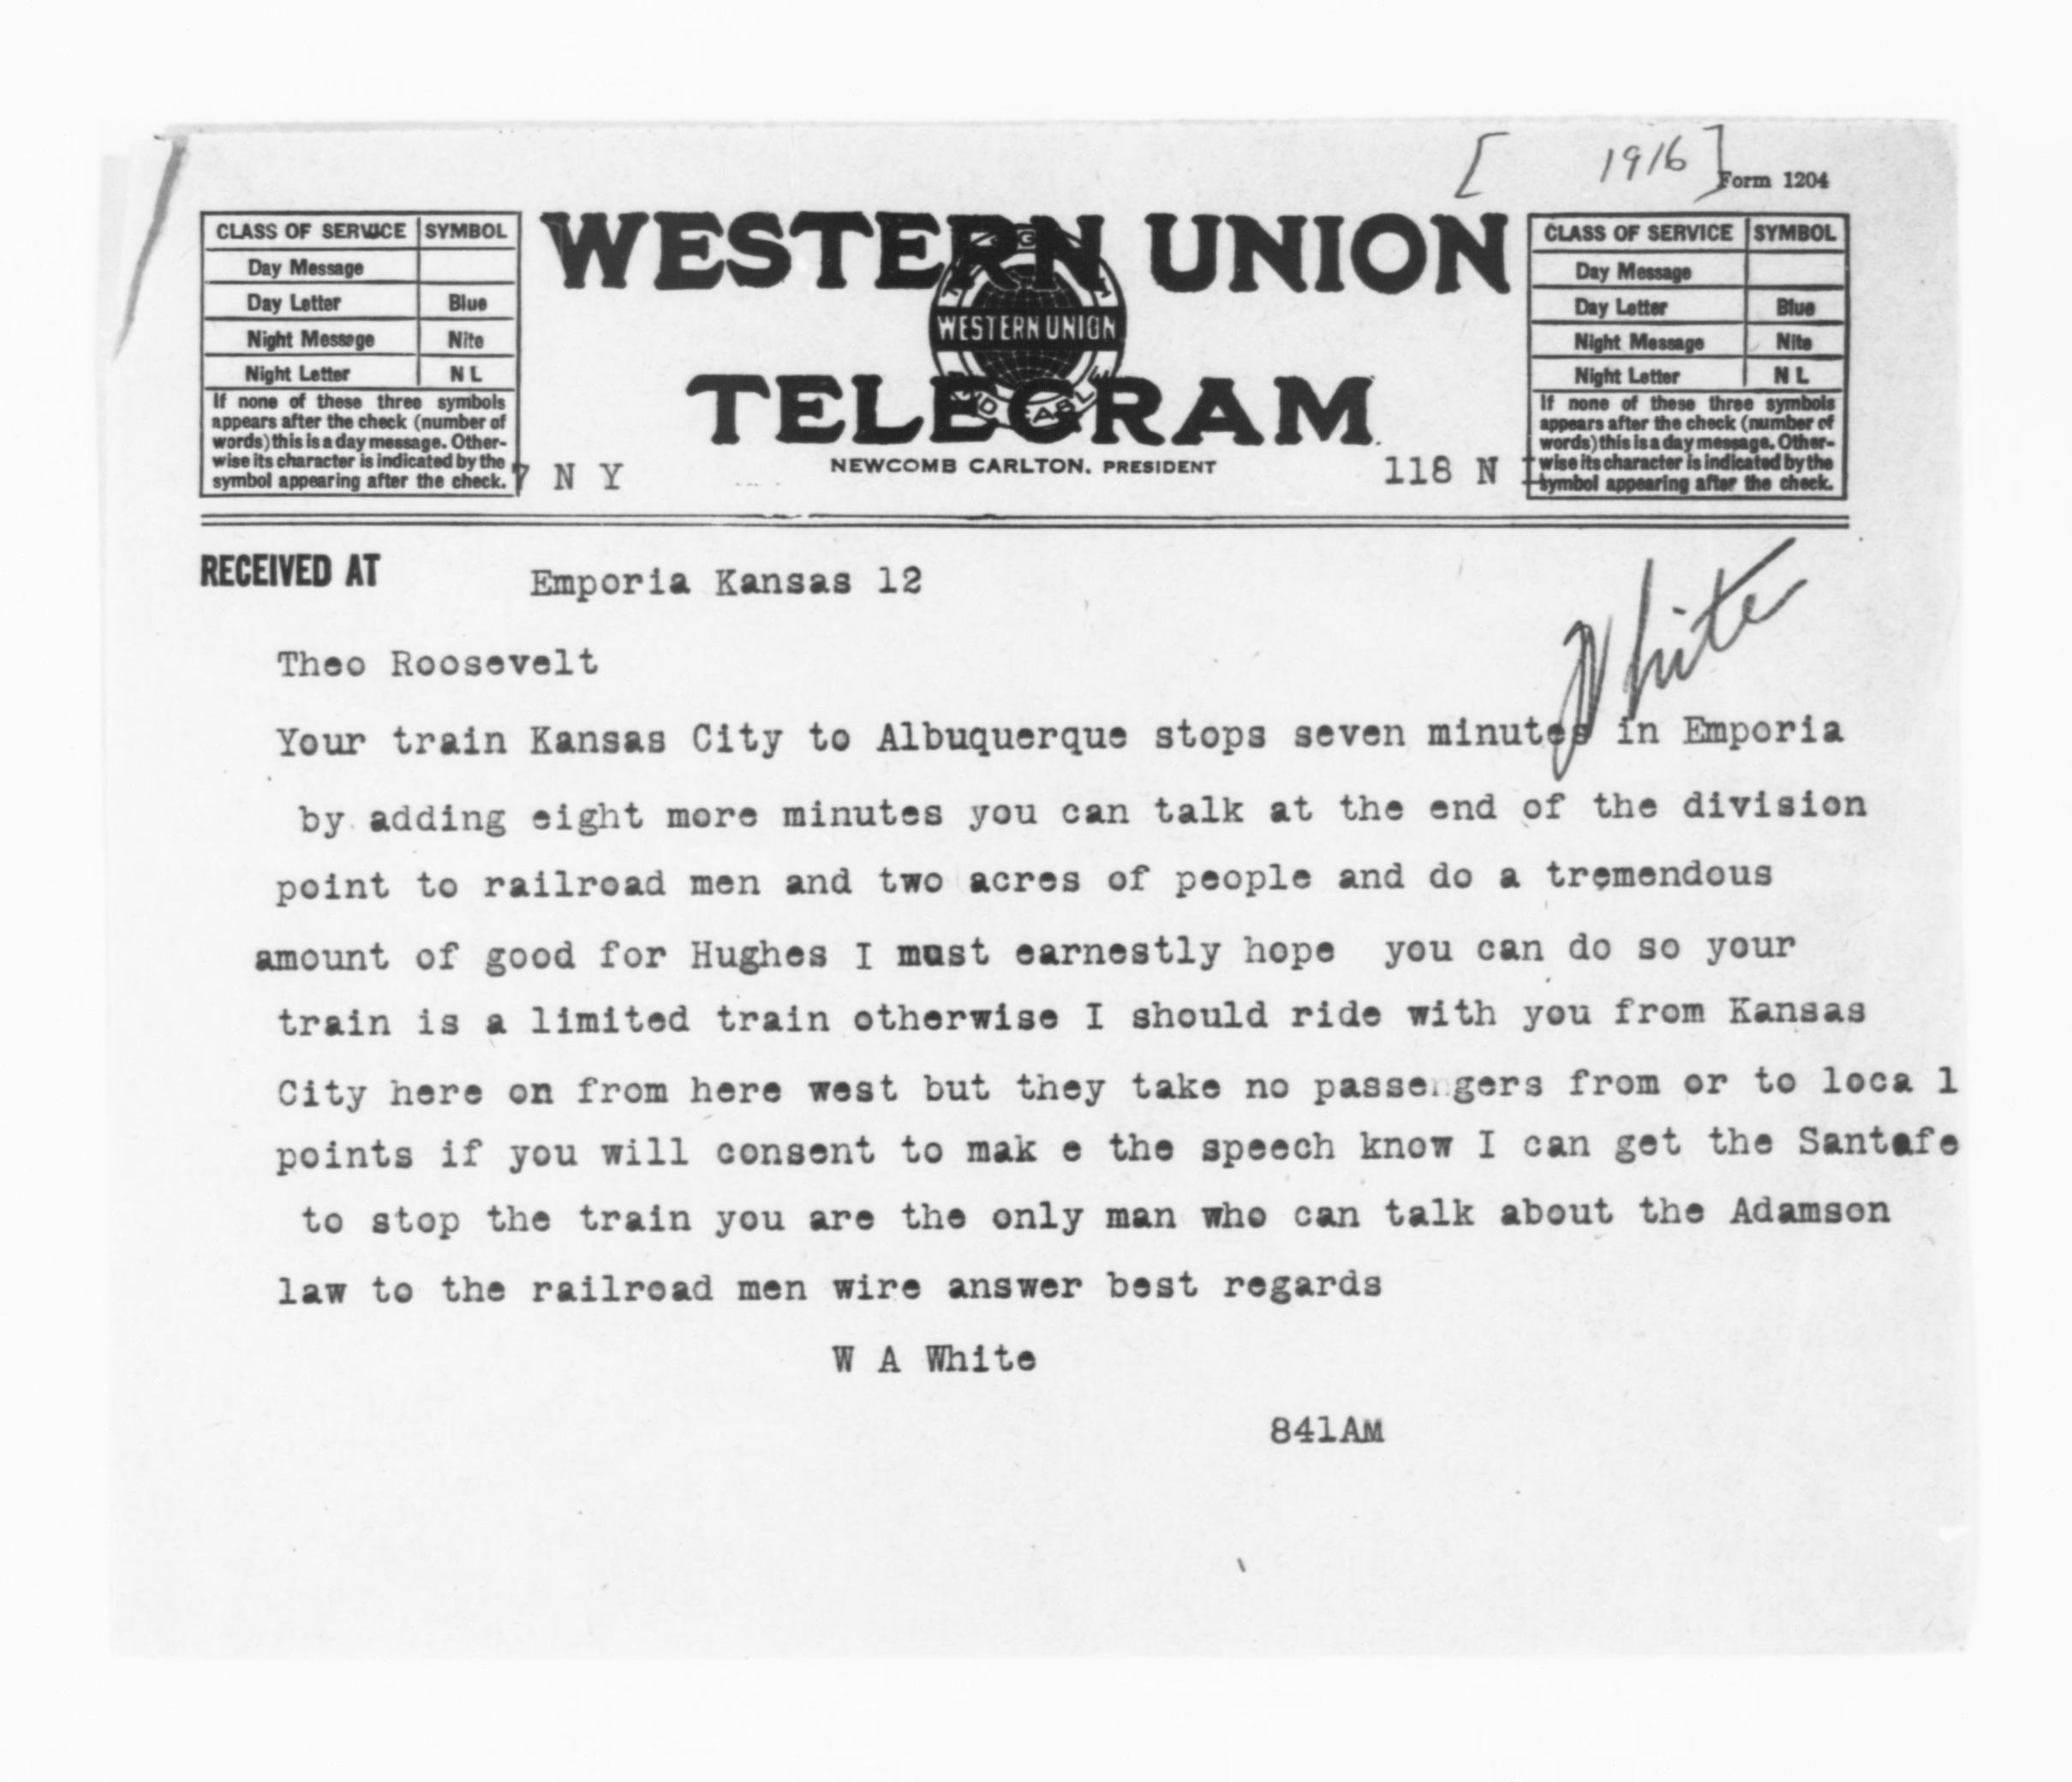 [ 1916]
Form 1204
CLASS OF SERVICE SYMBOL
Day Message
Day Letter Blue
Night Message Nite
Night Letter N L
If none of these three symbols
appears after the check (number of
words) this is a day message. Other-
wise its character is indicated by the
symbol appearing after the check.
WESTERN UNION
WESTERN UNION
TELEGRAM
NEWCOMB CARLTON, PRESIDENT
CLASS OF SERVICE SYMBOL
Day Message
Day Letter Blue
Night Message Nite
Night Letter N L
If none of these three symbols
appears after the check (number of
words) this is a day message. Other-
wise its character is indicated by the
symbol appearing after the check.
7 N Y 118 N
RECEIVED AT Emporia Kansas 12
White
Theo Roosevelt
Your train Kansas City to Albuquerque stops seven minutes in Emporia
by adding eight more minutes you can talk at the end of the division
point to railroad men and two acres of people and do a tremendous
amount of good for Hughes I must earnestly hope you can do so your
train is a limited train otherwise I should ride with you from Kansas
City here on from here west but they take no passengers from or to loca l
points if you will consent to mak e the speech know I can get the Santafe
to stop the train you are the only man who can talk about the Adamson
law to the railroad men wire answer best regards
W A White
841AM